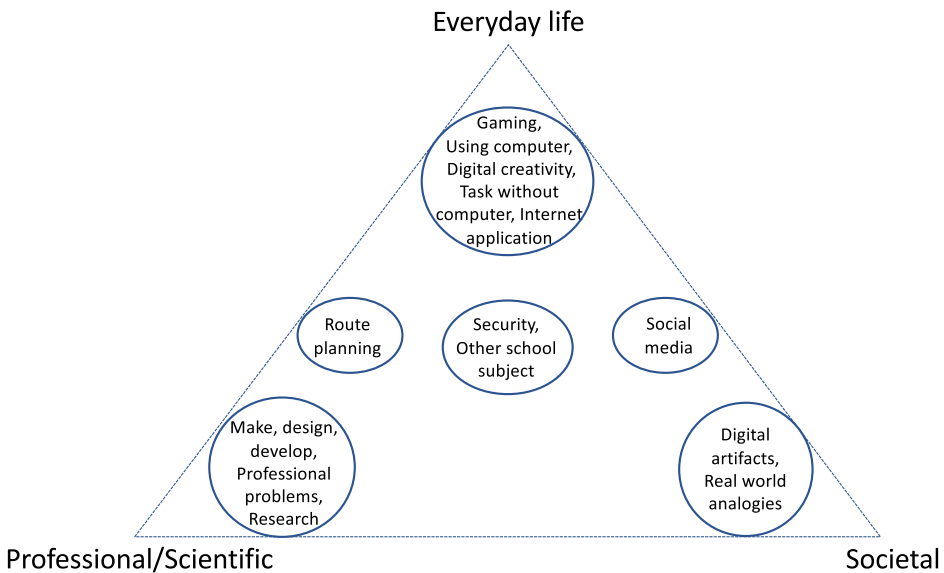 Everyday life
Gaming,
Using computer,
Digital creativity,
Task without
computer, Internet
application
Route
planning
Security,
Other school
subject
Social
media
Make, design,
develop,
Professional
problems,
Research
Digital
artifacts,
Real world
analogies
Professional/Scientific
Societal